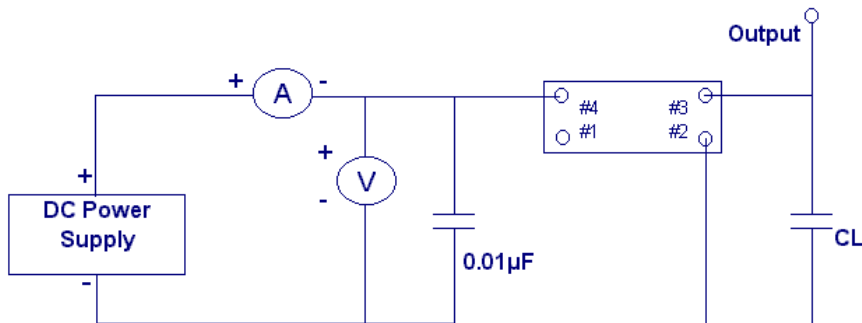 Output
+ A -
#4 #3
#1 #2
+
V
-
+
DC Power
Supply
-
0.01µF
CL